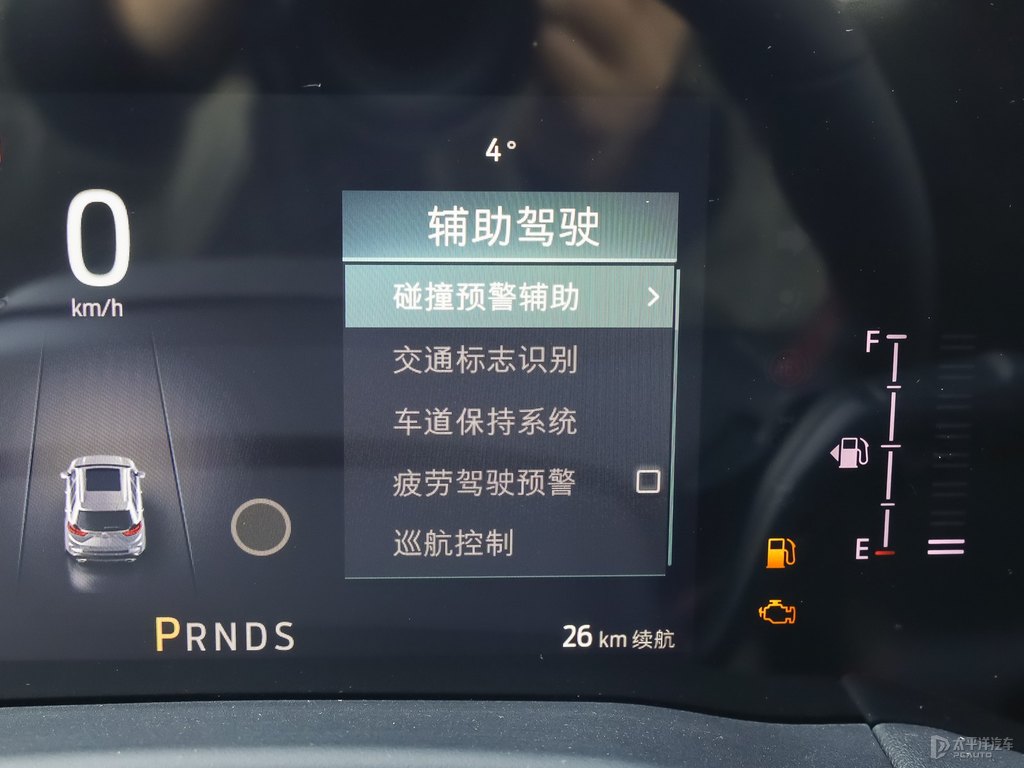 4°
0
km/h
辅助驾驶
碰撞预警辅助
交通标志识别
车道保持系统
疲劳驾驶预警
巡航控制
F
E
PRNDS
26 km 续航
太平洋汽车
PCAUTO